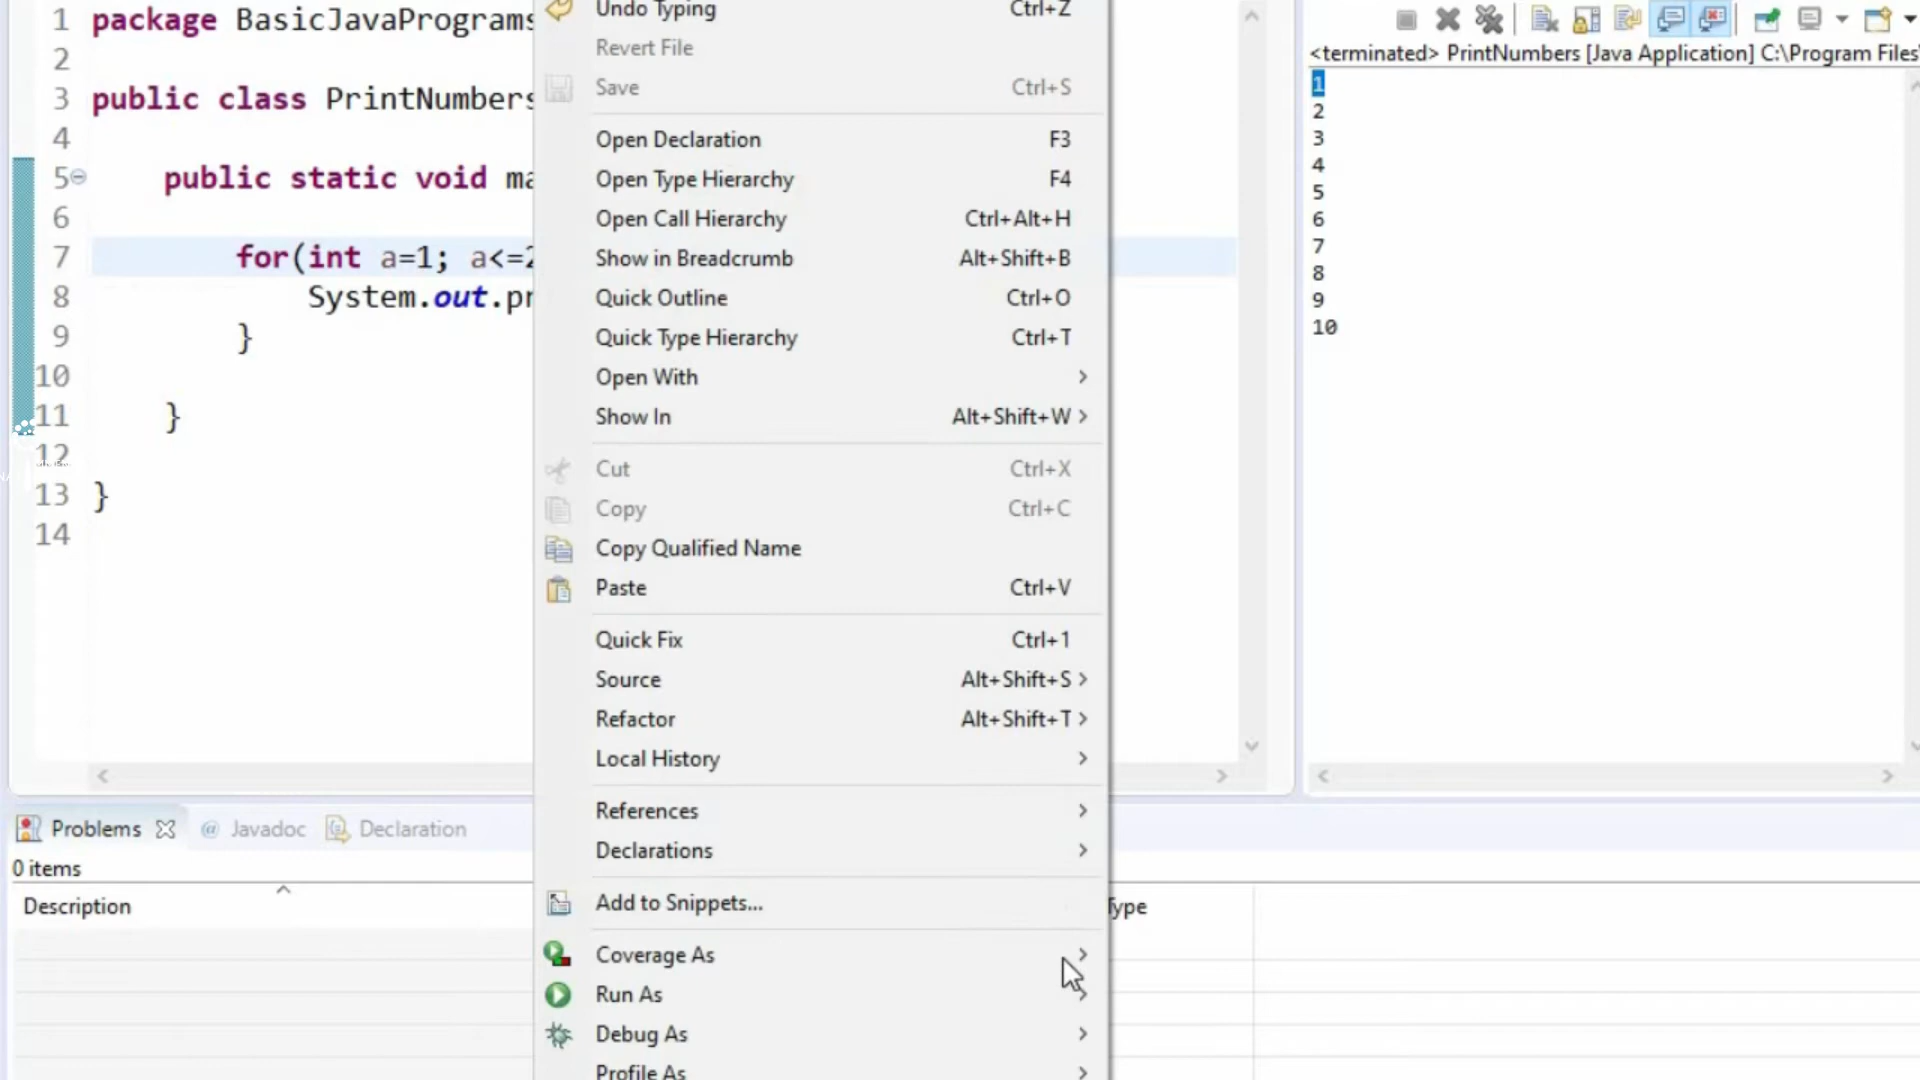 1 package BasicJavaPrograms
2
3 public class PrintNumbers
4
5 public static void ma
6
7 for(int a=1; a<=2
8 System.out.pr
9 }
10
11 }
12
13 }
14
Undo Typing Ctrl+Z
Revert File
Save Ctrl+S
Open Declaration F3
Open Type Hierarchy F4
Open Call Hierarchy Ctrl+Alt+H
Show in Breadcrumb Alt+Shift+B
Quick Outline Ctrl+O
Quick Type Hierarchy Ctrl+T
Open With
Show In Alt+Shift+W
Cut Ctrl+X
Copy Ctrl+C
Copy Qualified Name
Paste Ctrl+V
Quick Fix Ctrl+1
Source Alt+Shift+S
Refactor Alt+Shift+T
Local History
References
Declarations
Add to Snippets...
Coverage As
Run As
Debug As
Profile As
<terminated> PrintNumbers [Java Application] C:\Program Files\
1
2
3
4
5
6
7
8
9
10
Problems @ Javadoc Declaration
0 items
Description Type